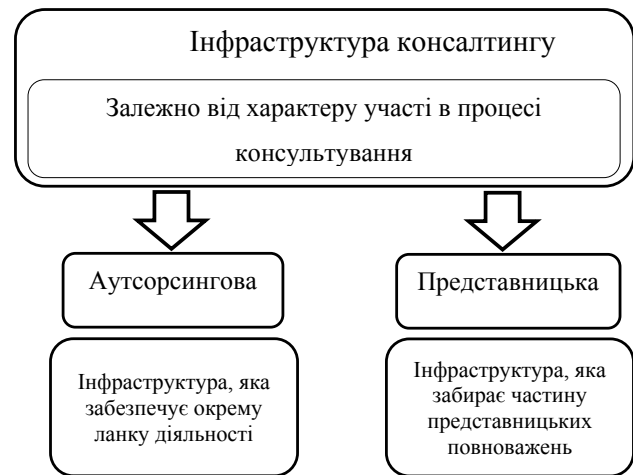 Інфраструктура консалтингу
Залежно від характеру участі в процесі
консультування
Аутсорсингова
Представницька
Інфраструктура, яка
забезпечує окрему
ланку діяльності
Інфраструктура, яка
забирає частину
представницьких
повноважень